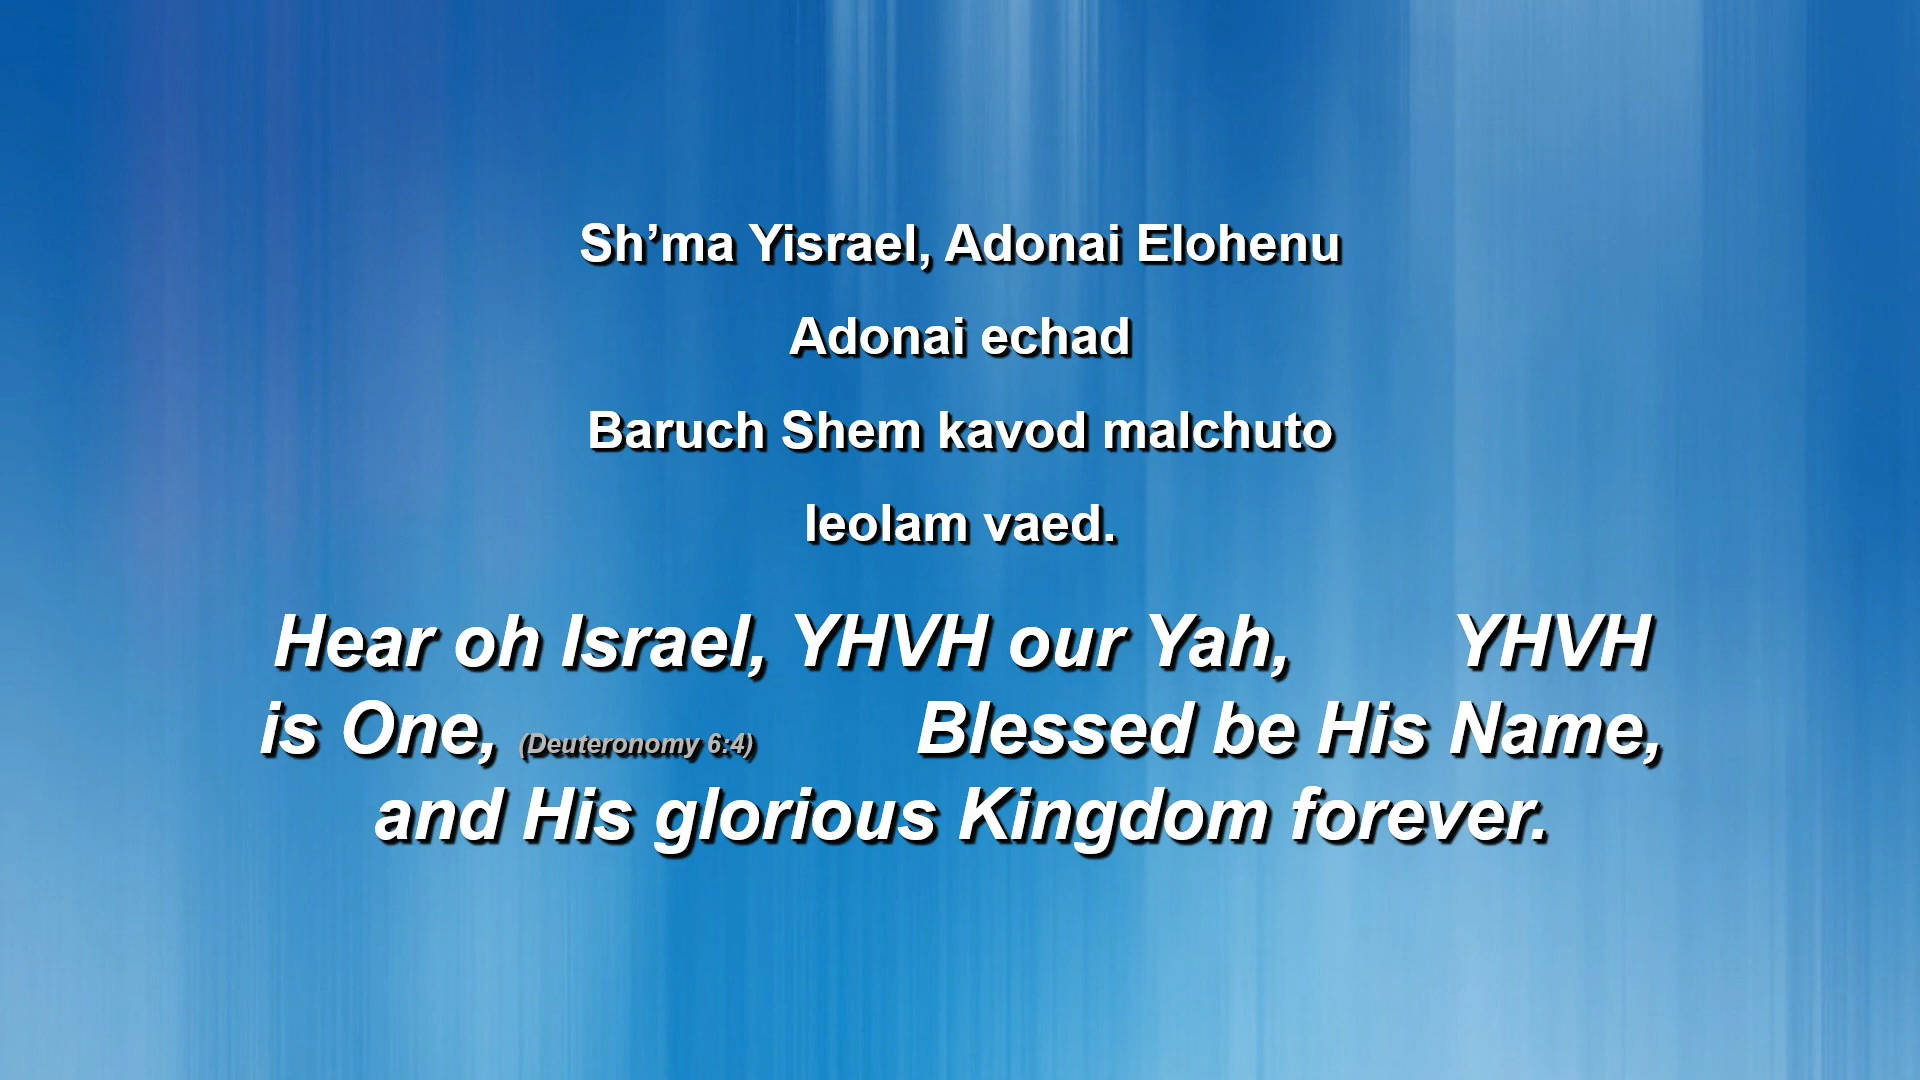 Sh’ma Yisrael, Adonai Elohenu
Adonai echad
Baruch Shem kavod malchuto
leolam vaed.
Hear oh Israel, YHVH our Yah, YHVH
is One, (Deuteronomy 6:4) Blessed be His Name,
and His glorious Kingdom forever.